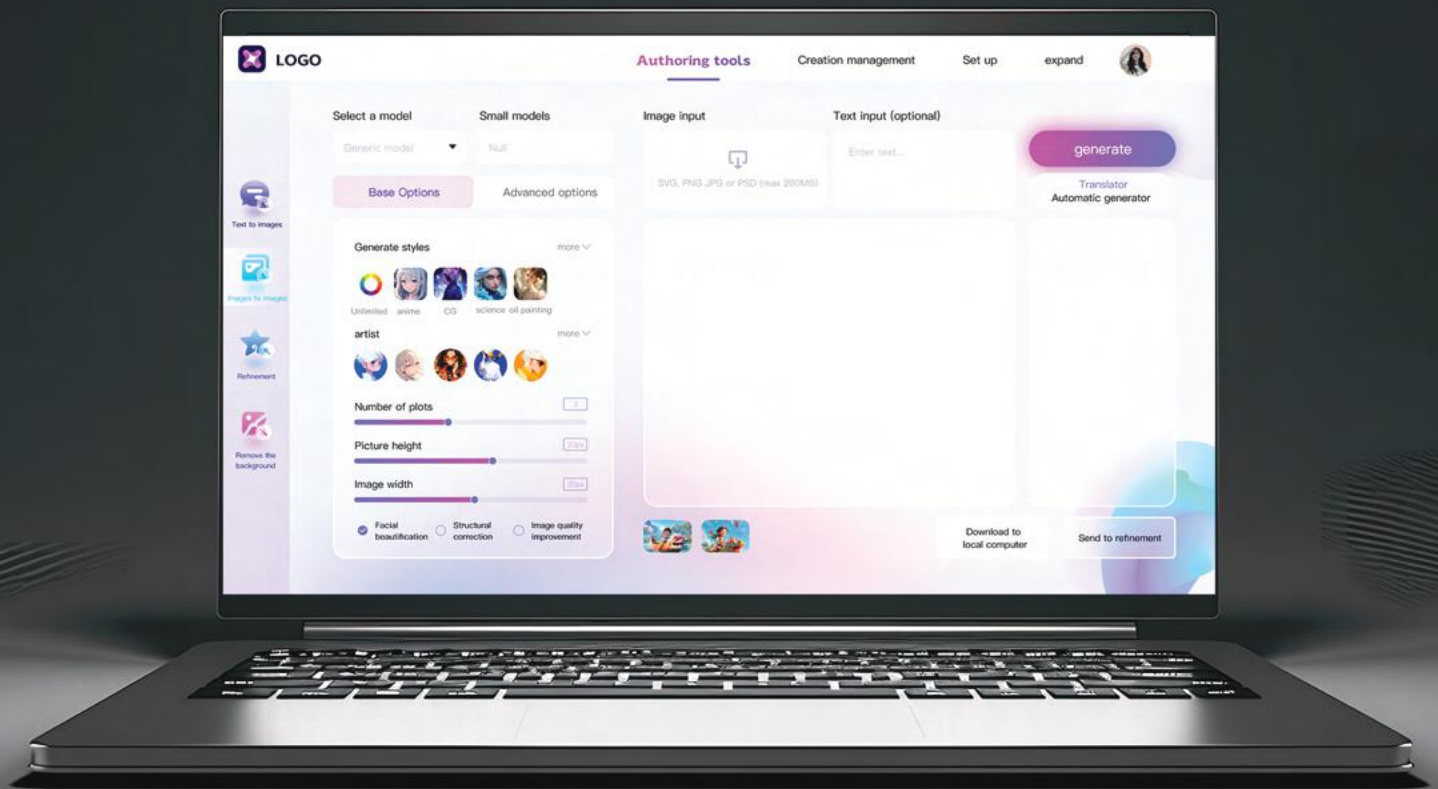 LOGO
Authoring tools
Creation management
Set up
expand
Select a model
Small models
Image input
Text input (optional)
Generic model
Null
Enter text...
generate
SVG, PNG JPG or PSD (max 200MB)
Base Options
Advanced options
Translator
Automatic generator
Text to images
Images to images
Refinement
Remove the
background
Generate styles
more
Unlimited
anime
CG
science
oil painting
artist
more
Number of plots
Picture height
Image width
Facial
beautification
Structural
correction
Image quality
improvement
Download to
local computer
Send to refinement